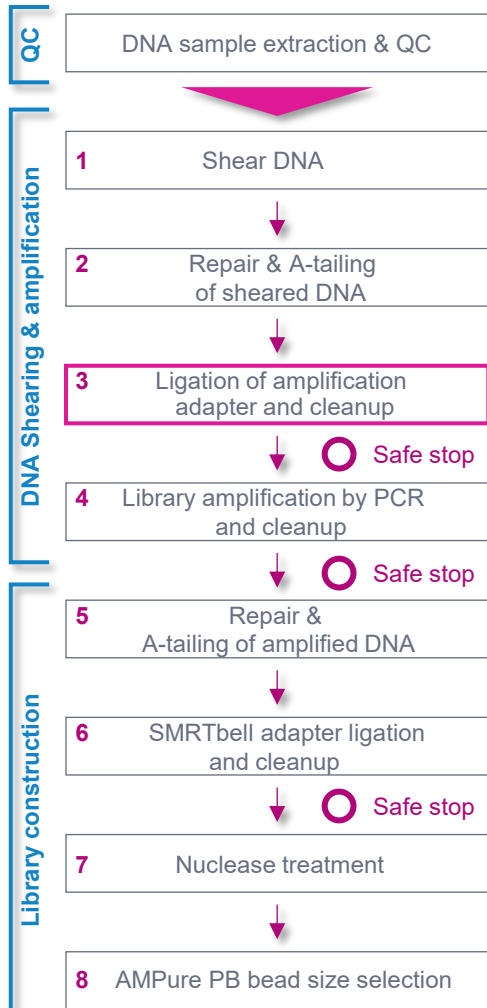 QC
DNA sample extraction & QC
DNA Shearing & amplification
1 Shear DNA
2 Repair & A-tailing
of sheared DNA
3 Ligation of amplification
adapter and cleanup
Safe stop
4 Library amplification by PCR
and cleanup
Safe stop
Library construction
5 Repair &
A-tailing of amplified DNA
6 SMRTbell adapter ligation
and cleanup
Safe stop
7 Nuclease treatment
8 AMPure PB bead size selection